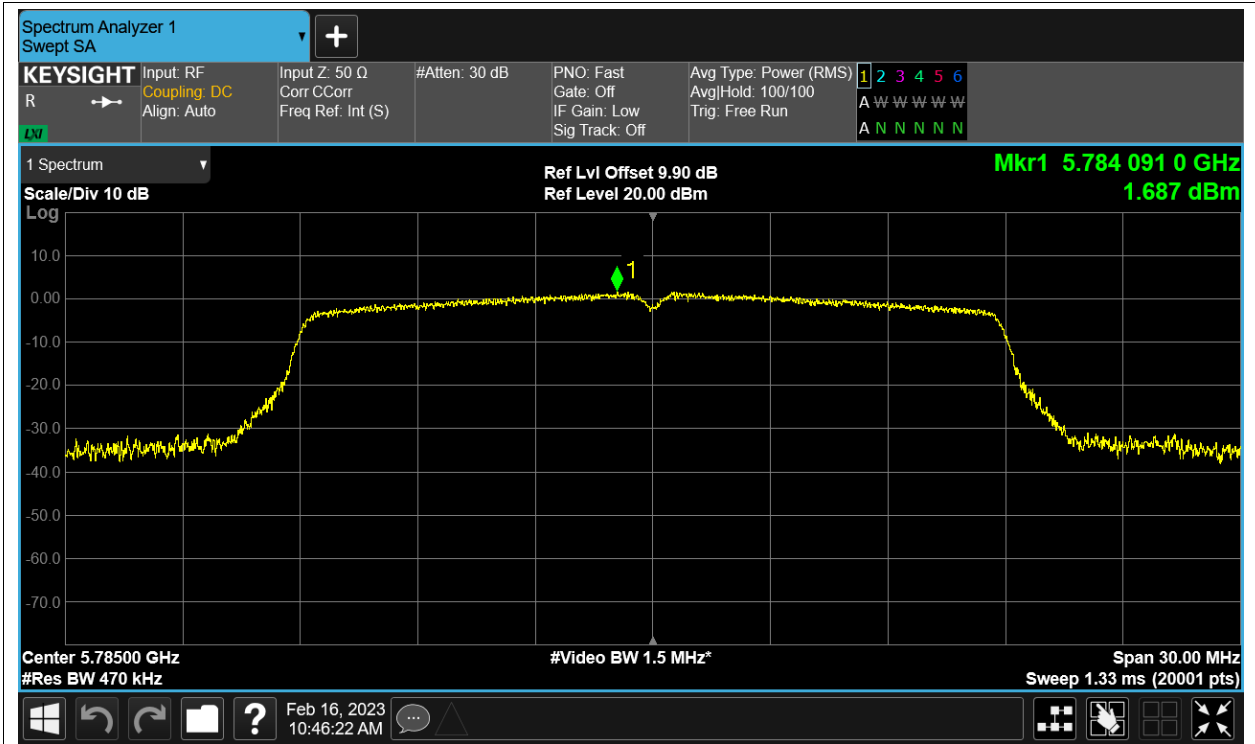 Spectrum Analyzer 1
Swept SA
+
KEYSIGHT
R
LXI
Input: RF
Coupling: DC
Align: Auto
Input Z: 50 Ω
Corr CCorr
Freq Ref: Int (S)
#Atten: 30 dB
PNO: Fast
Gate: Off
IF Gain: Low
Sig Track: Off
Avg Type: Power (RMS)
Avg|Hold: 100/100
Trig: Free Run
1 2 3 4 5 6
A W W W W W
A N N N N N
1 Spectrum
Scale/Div 10 dB
Ref Lvl Offset 9.90 dB
Ref Level 20.00 dBm
Mkr1 5.784 091 0 GHz
1.687 dBm
Log
1
10.0
0.00
-10.0
-20.0
-30.0
-40.0
-50.0
-60.0
-70.0
Center 5.78500 GHz
#Res BW 470 kHz
#Video BW 1.5 MHz*
Span 30.00 MHz
Sweep 1.33 ms (20001 pts)
?
Feb 16, 2023
10:46:22 AM